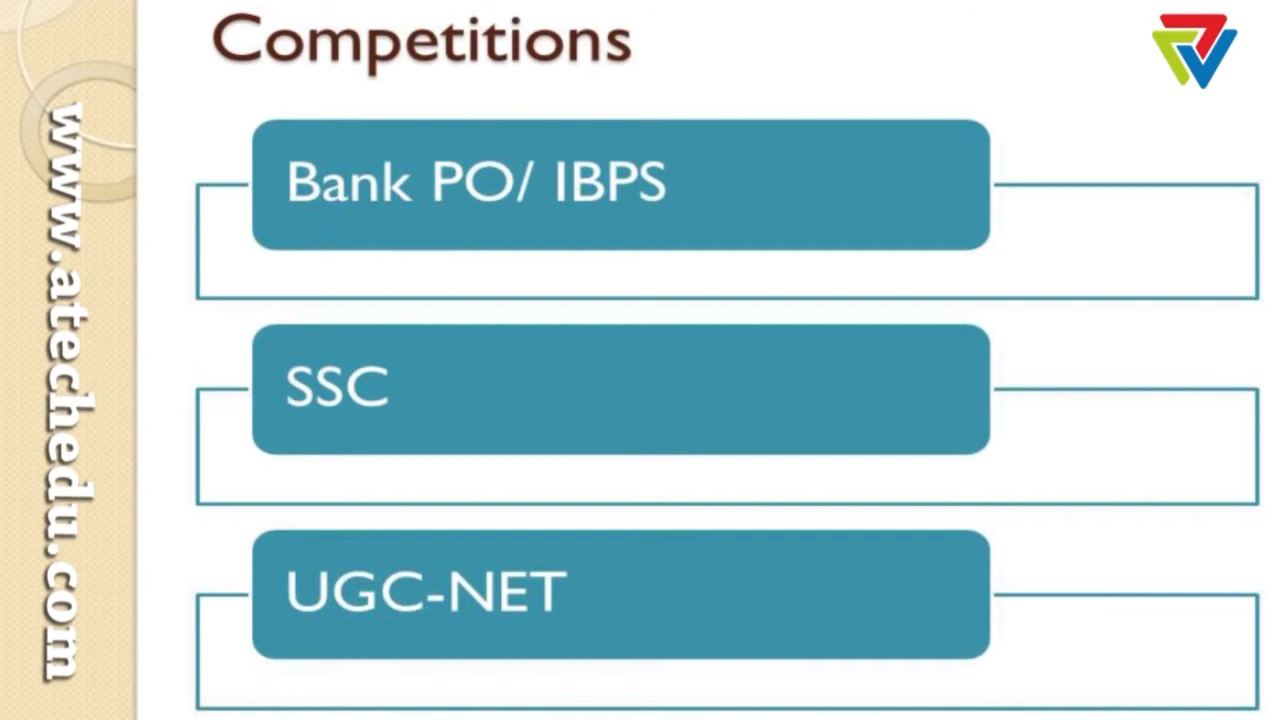 Competitions
Bank PO/ IBPS
SSC
UGC-NET
www.atechedu.com